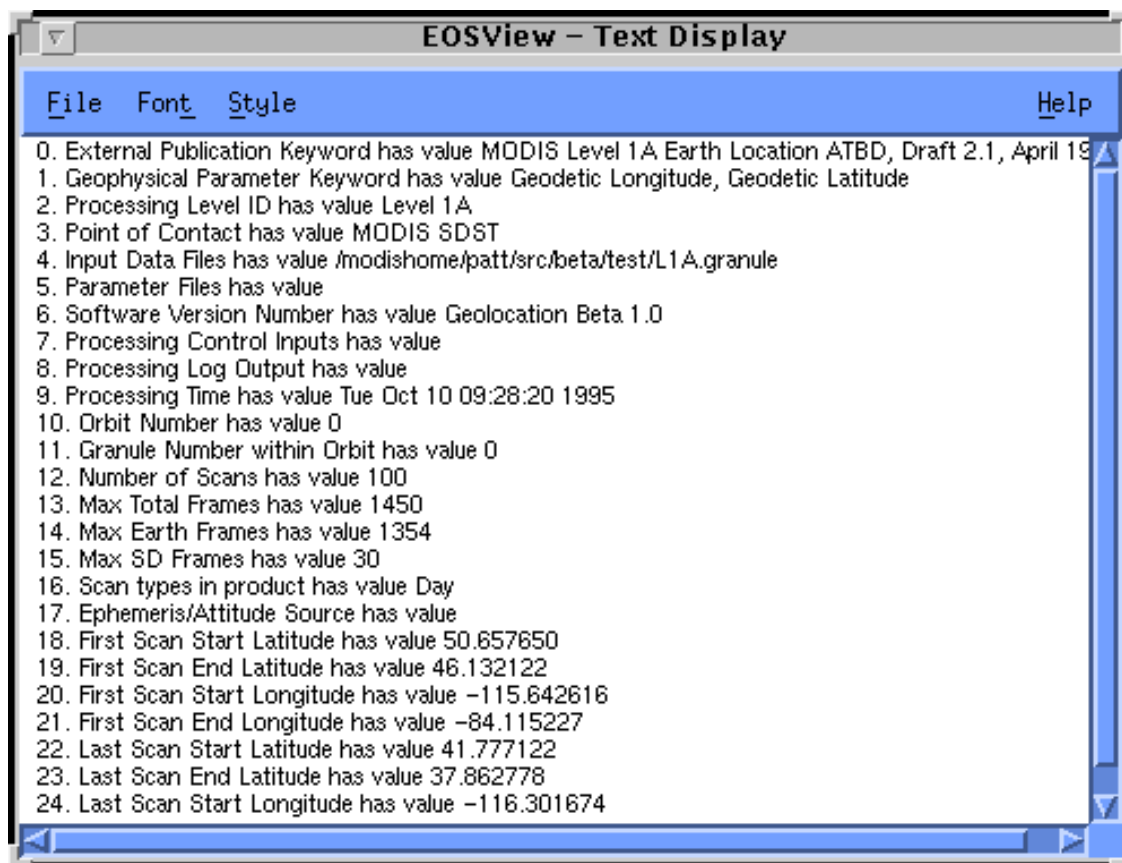 EOSView – Text Display
File Font Style Help
0. External Publication Keyword has value MODIS Level 1A Earth Location ATBD, Draft 2.1, April
1. Geophysical Parameter Keyword has value Geodetic Longitude, Geodetic Latitude
2. Processing Level ID has value Level 1A
3. Point of Contact has value MODIS SDST
4. Input Data Files has value /modishome/patt/src/beta/test/L1A.granule
5. Parameter Files has value
6. Software Version Number has value Geolocation Beta 1.0
7. Processing Control Inputs has value
8. Processing Log Output has value
9. Processing Time has value Tue Oct 10 09:28:20 1995
10. Orbit Number has value 0
11. Granule Number within Orbit has value 0
12. Number of Scans has value 100
13. Max Total Frames has value 1450
14. Max Earth Frames has value 1354
15. Max SD Frames has value 30
16. Scan types in product has value Day
17. Ephemeris/Attitude Source has value
18. First Scan Start Latitude has value 50.657650
19. First Scan End Latitude has value 46.132122
20. First Scan Start Longitude has value −115.642616
21. First Scan End Longitude has value −84.115227
22. Last Scan Start Latitude has value 41.777122
23. Last Scan End Latitude has value 37.862778
24. Last Scan Start Longitude has value −116.301674